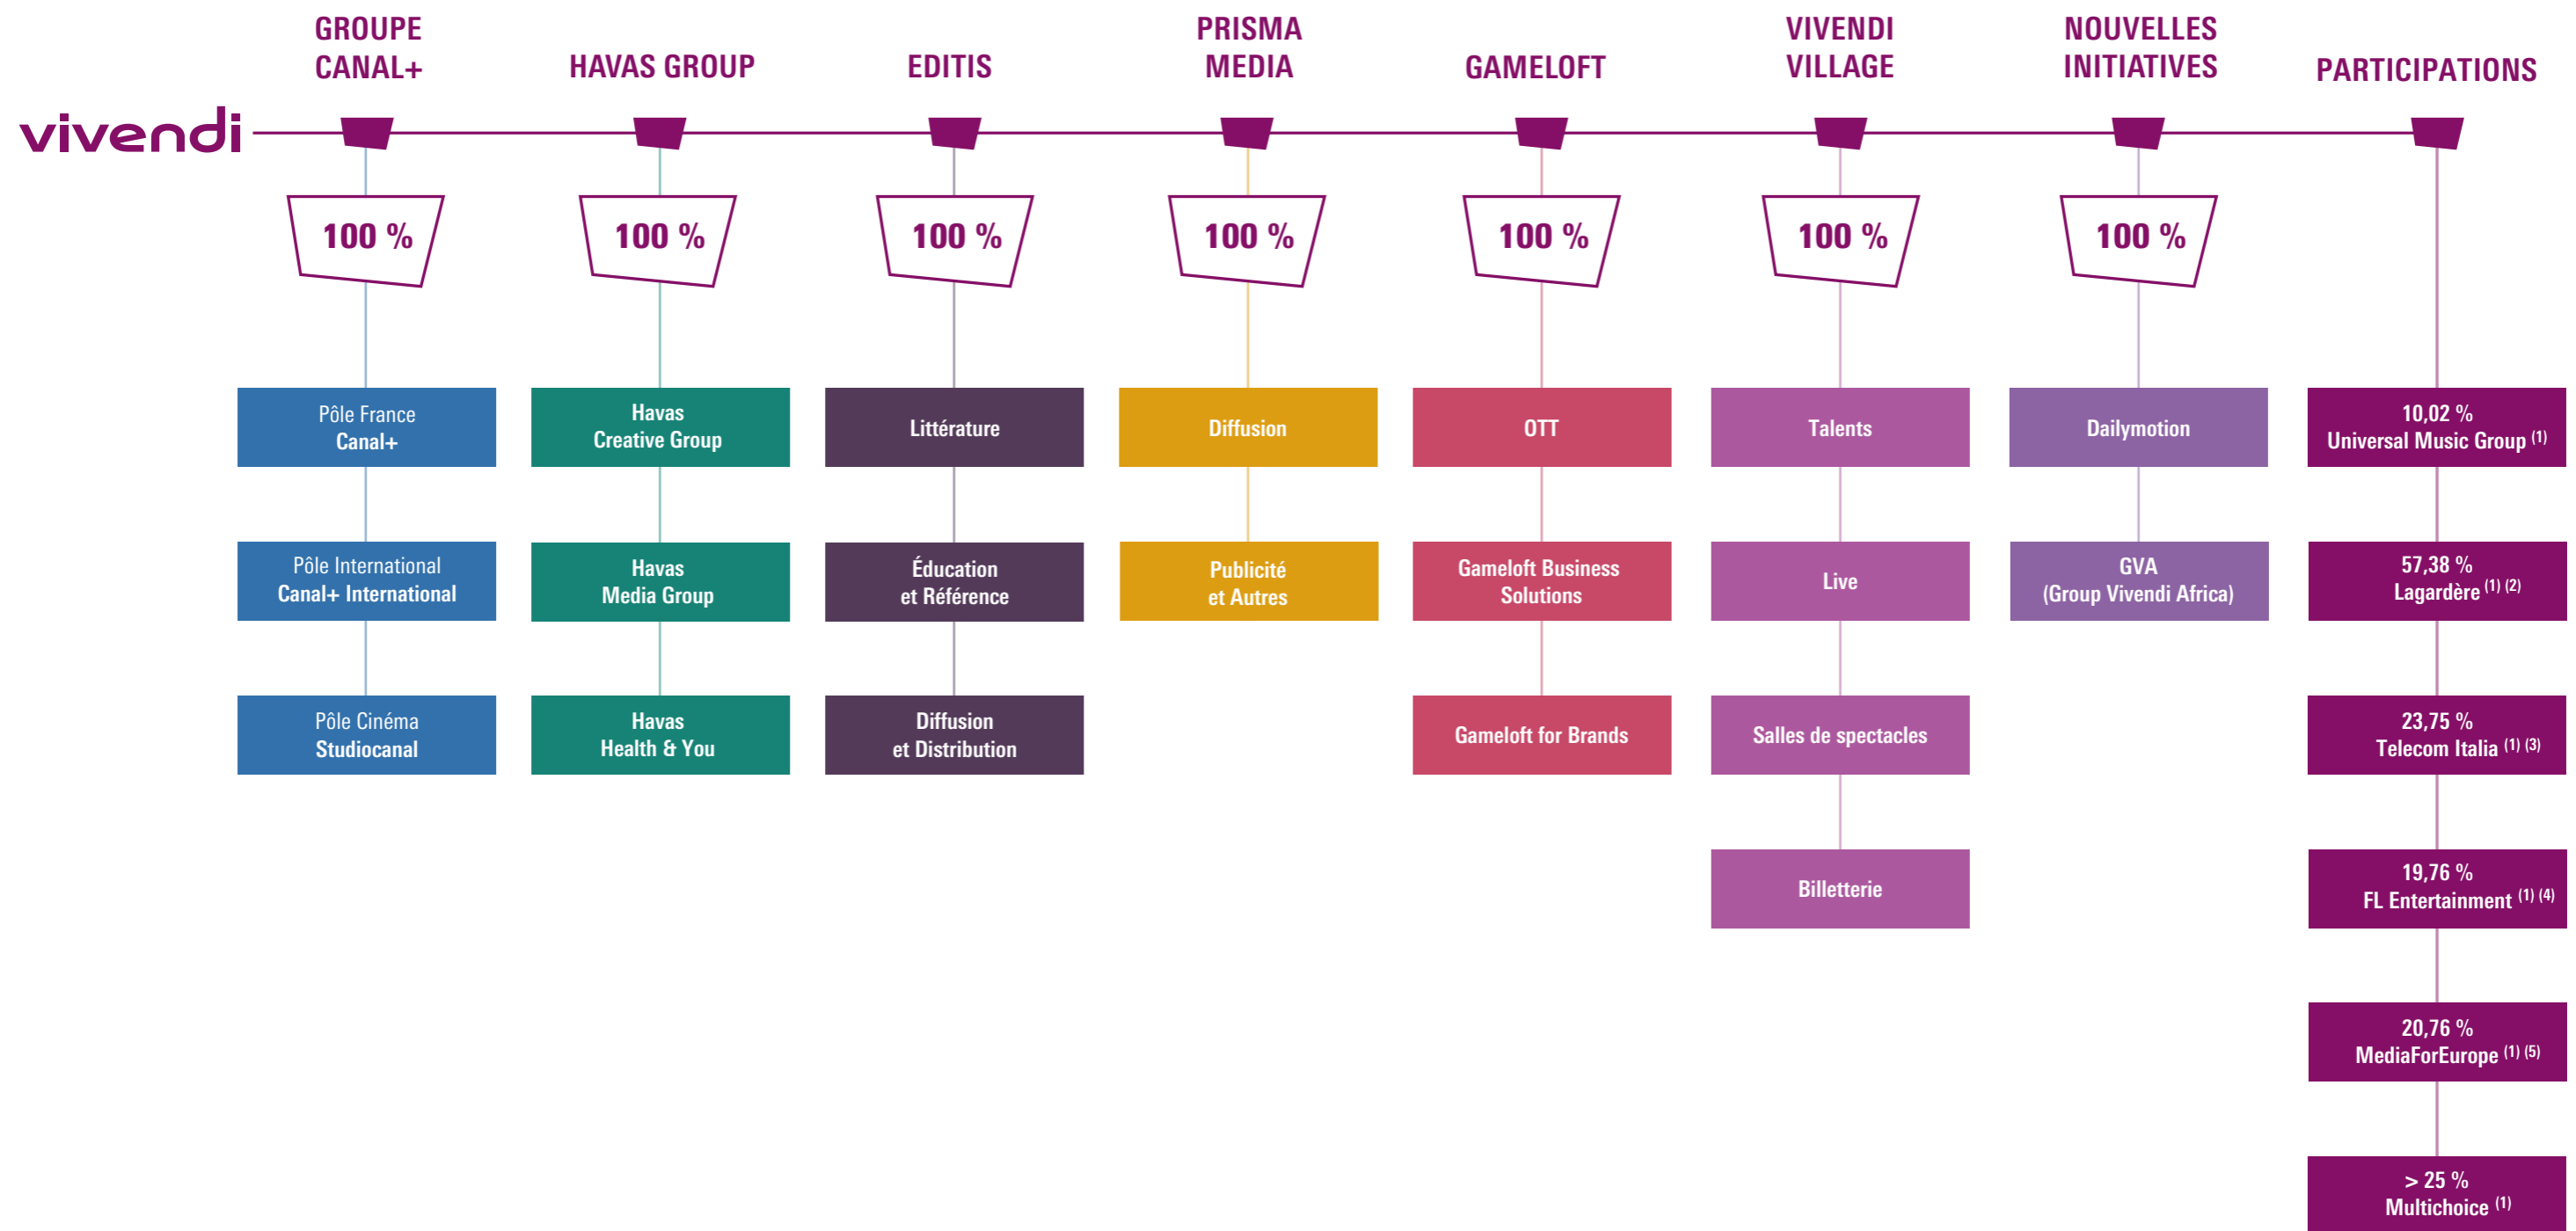 GROUPE
CANAL+
HAVAS GROUP
EDITIS
PRISMA
MEDIA
GAMELOFT
VIVENDI
VILLAGE
NOUVELLES
INITIATIVES
PARTICIPATIONS
vivendi
100 %
100 %
100 %
100 %
100 %
100 %
100 %
Pôle France
Canal+
Pôle International
Canal+ International
Pôle Cinéma
Studiocanal
Havas
Creative Group
Havas
Media Group
Havas
Health & You
Littérature
Éducation
et Référence
Diffusion
et Distribution
Diffusion
Publicité
et Autres
OTT
Gameloft Business
Solutions
Gameloft for Brands
Talents
Live
Salles de spectacles
Billetterie
Dailymotion
GVA
(Group Vivendi Africa)
10,02 %
Universal Music Group (1)
57,38 %
Lagardère (1) (2)
23,75 %
Telecom Italia (1) (3)
19,76 %
FL Entertainment (1) (4)
20,76 %
MediaForEurope (1) (5)
> 25 %
Multichoice (1)